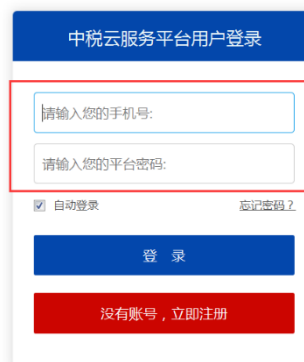 中税云服务平台用户登录
请输入您的手机号:
请输入您的平台密码:
自动登录 忘记密码？
登 录
没有账号，立即注册